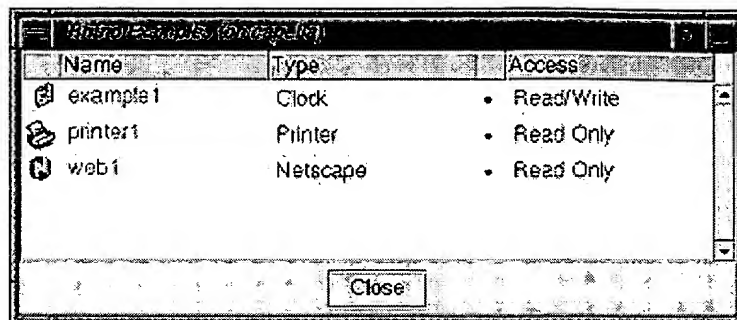 Name Type Access
example1 Clock • Read/Write
printer1 Printer • Read Only
web1 Netscape • Read Only
Close